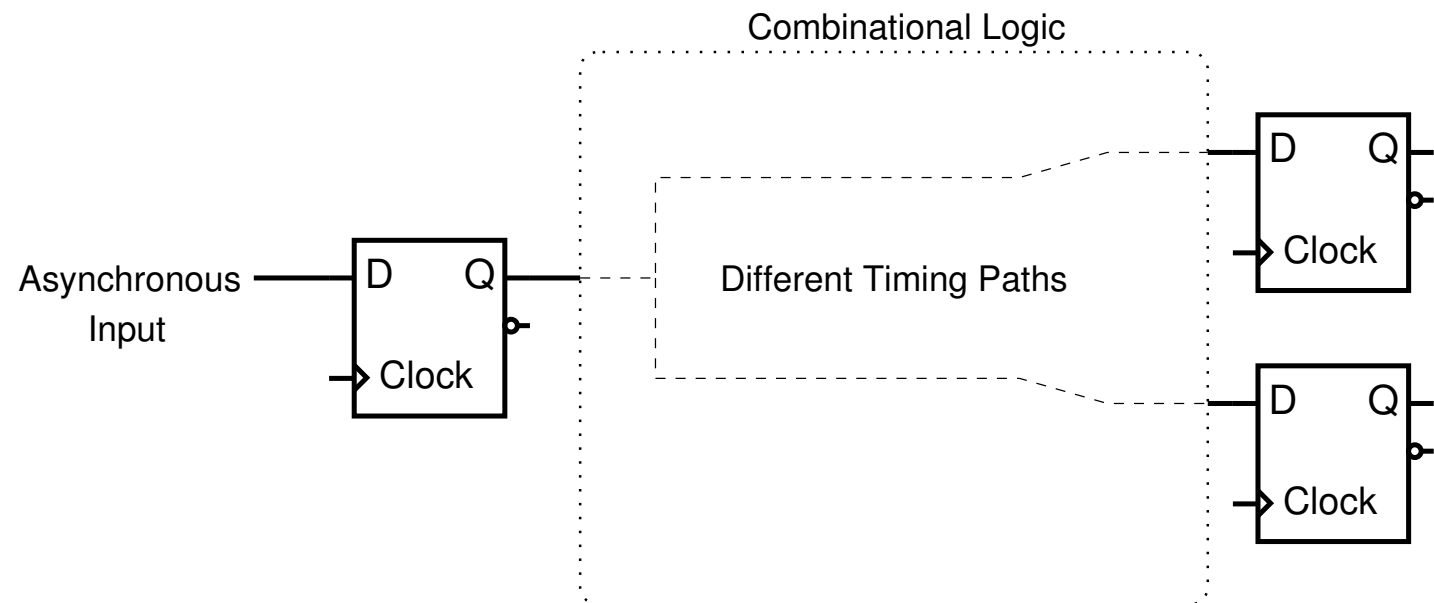 Combinational Logic
D Q
Clock
Asynchronous
Input
D Q
Clock
Different Timing Paths
D Q
Clock